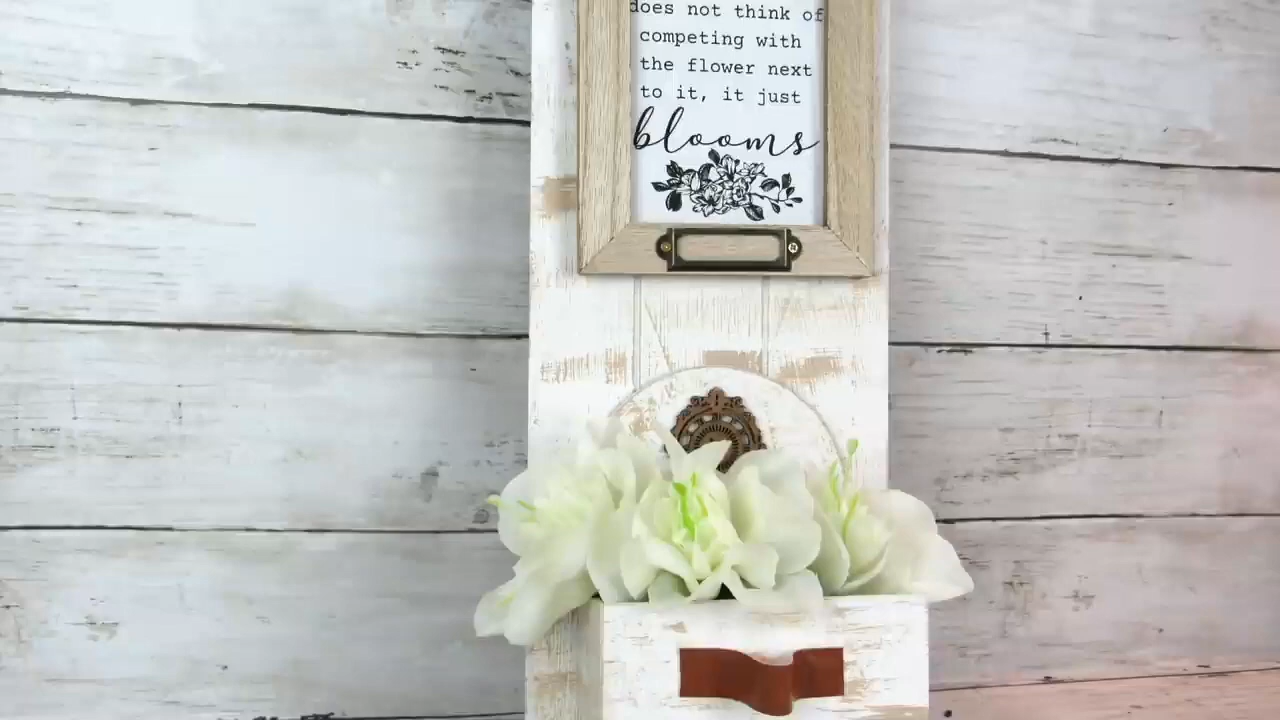 does not think of
competing with
the flower next
to it, it just
blooms